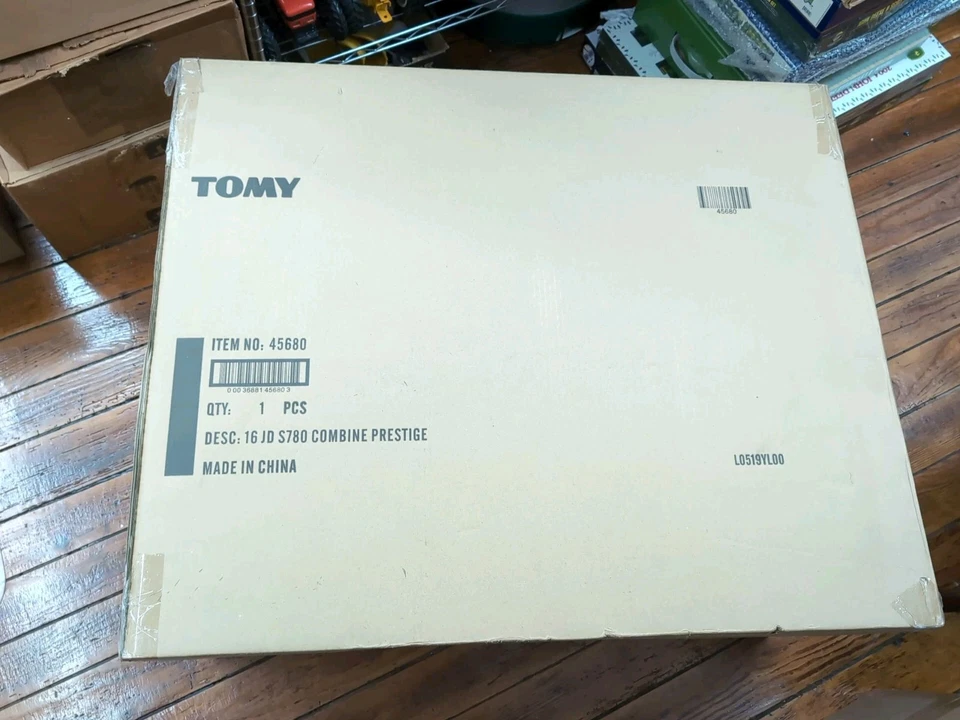 TOMY
45680
ITEM NO: 45680
0 00 36881 45680 3
QTY: 1 PCS
DESC: 16 JD S780 COMBINE PRESTIGE
MADE IN CHINA
L0519YL00